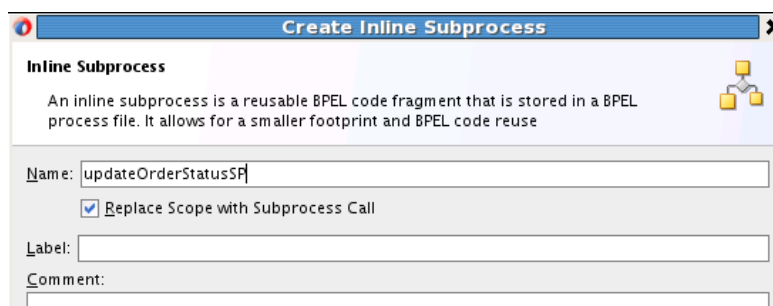 Create Inline Subprocess
Inline Subprocess
An inline subprocess is a reusable BPEL code fragment that is stored in a BPEL
process file. It allows for a smaller footprint and BPEL code reuse
Name: updateOrderStatusSP
Replace Scope with Subprocess Call
Label:
Comment: